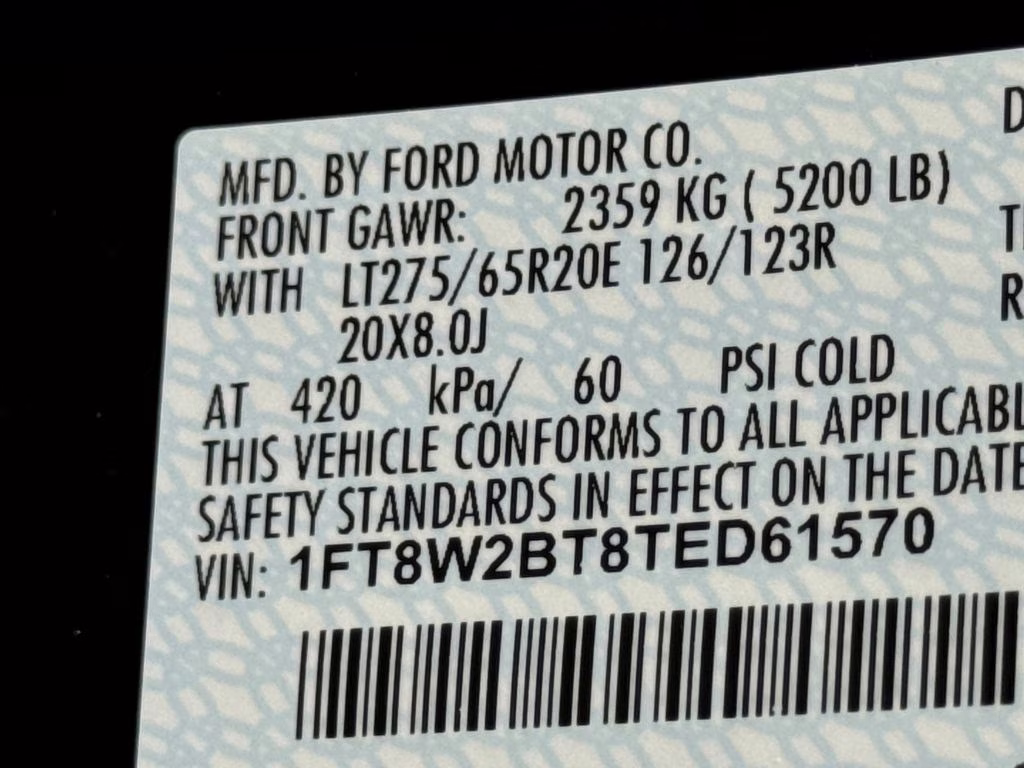 MFD. BY FORD MOTOR CO.
FRONT GAWR: 2359 KG ( 5200 LB)
WITH LT275/65R20E 126/123R
20X8.0J
AT 420 kPa/ 60 PSI COLD
THIS VEHICLE CONFORMS TO ALL APPLICABL
SAFETY STANDARDS IN EFFECT ON THE DATE
VIN: 1FT8W2BT8TED61570